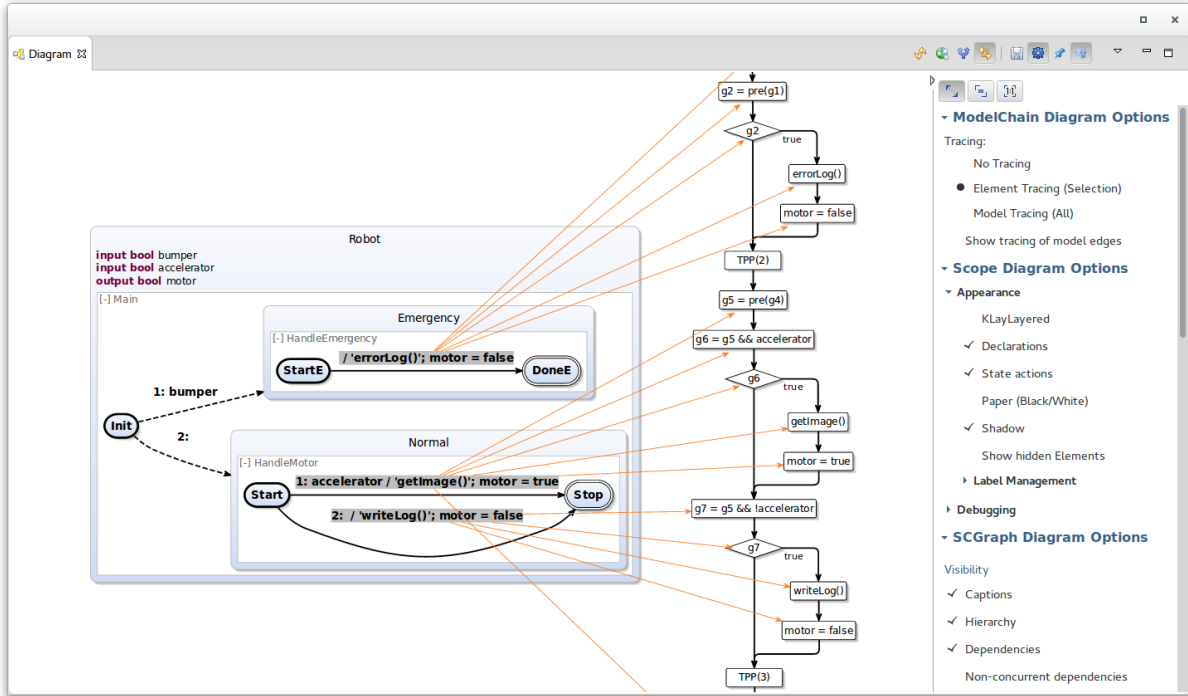 Diagram
Robot
input bool bumper
input bool accelerator
output bool motor
[-] Main
Emergency
[-] HandleEmergency
/ 'errorLog()'; motor = false
StartE
DoneE
1: bumper
Init
2:
Normal
[-] HandleMotor
1: accelerator / 'getImage()'; motor = true
Start
Stop
2: / 'writeLog()'; motor = false
g2 = pre(g1)
g2
true
errorLog()
motor = false
TPP(2)
g5 = pre(g4)
g6 = g5 && accelerator
g6
true
getImage()
motor = true
g7 = g5 && !accelerator
g7
true
writeLog()
motor = false
TPP(3)
ModelChain Diagram Options
Tracing:
No Tracing
Element Tracing (Selection)
Model Tracing (All)
Show tracing of model edges
Scope Diagram Options
Appearance
KLayLayered
Declarations
State actions
Paper (Black/White)
Shadow
Show hidden Elements
Label Management
Debugging
SCGraph Diagram Options
Visibility
Captions
Hierarchy
Dependencies
Non-concurrent dependencies